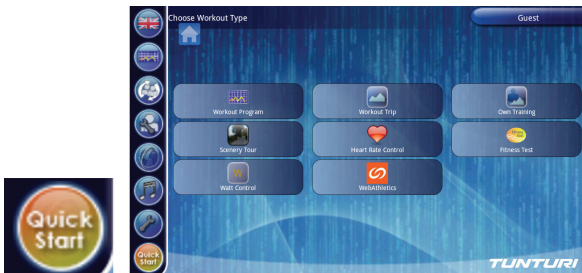 Quick
Start
Choose Workout Type
Guest
Workout Program
Workout Trip
Own Training
Scenery Tour
Heart Rate Control
Fitness Test
Watt Control
WebAthletics
Quick
Start
TUNTURI